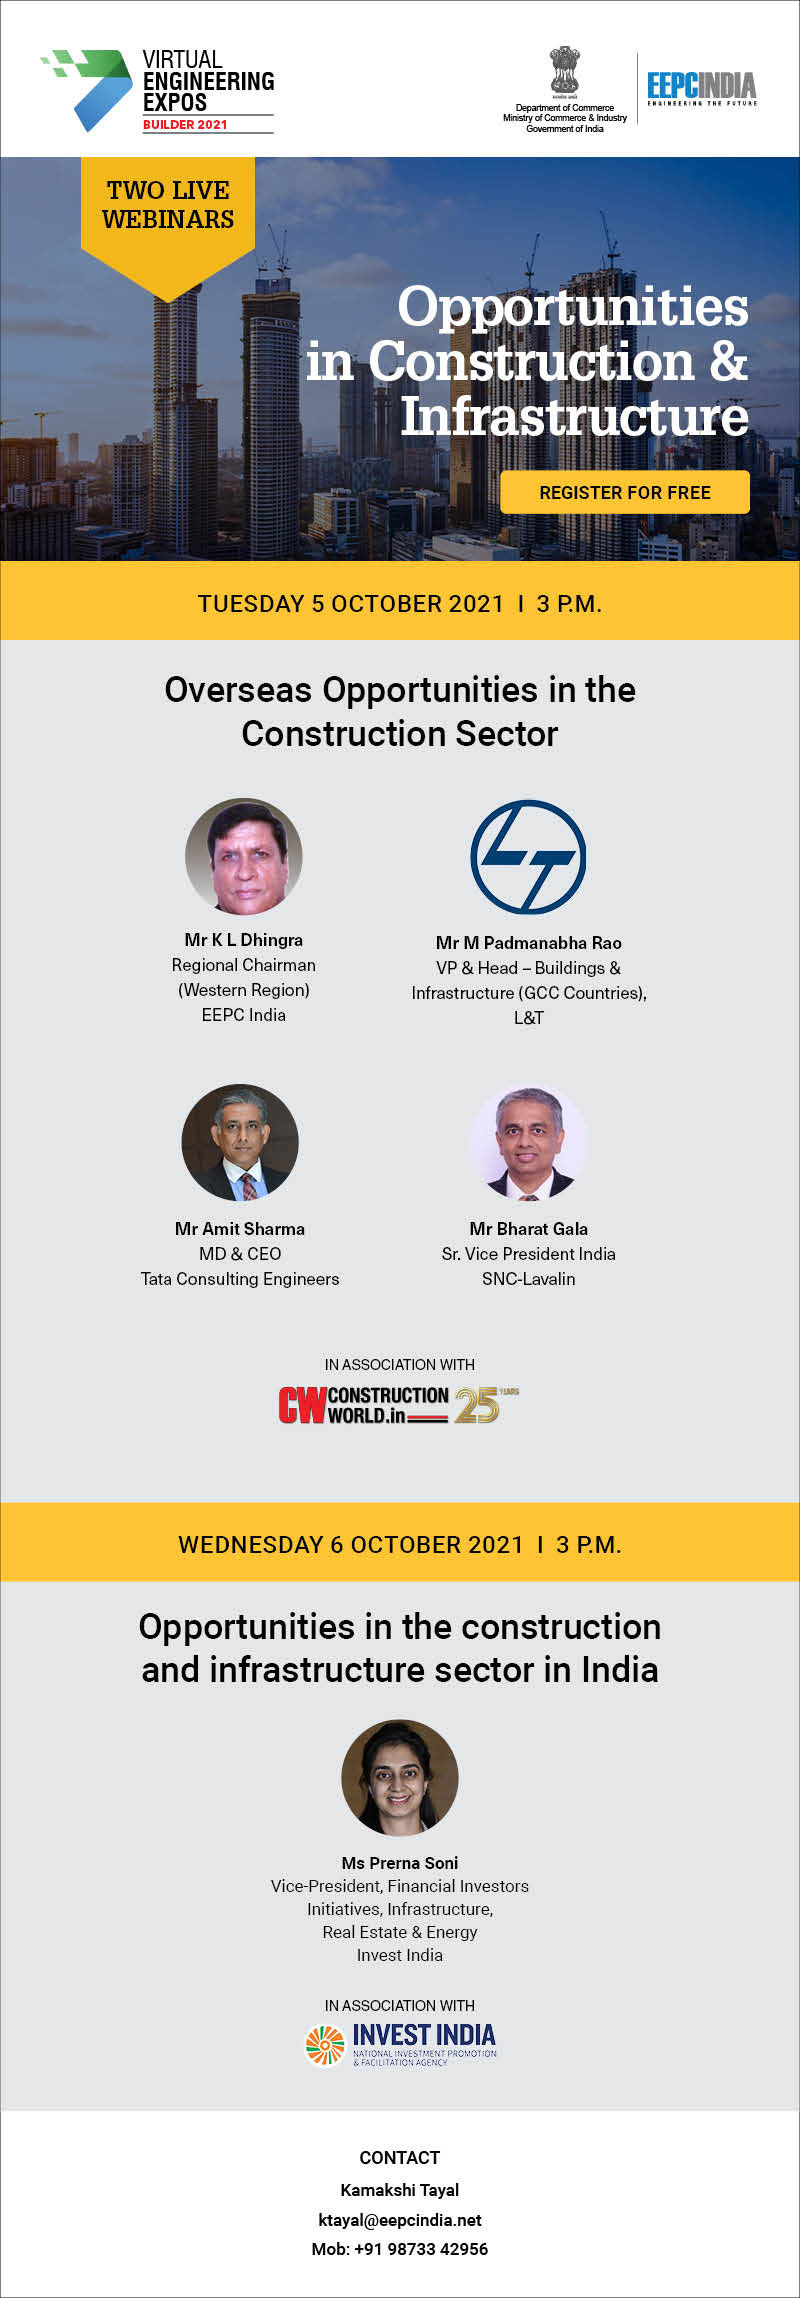 VIRTUAL
ENGINEERING
EXPOS
BUILDER 2021
Department of Commerce
Ministry of Commerce & Industry
Government of India
EEPCINDIA
ENGINEERING THE FUTURE
TWO LIVE
WEBINARS
Opportunities
in Construction &
Infrastructure
REGISTER FOR FREE
TUESDAY 5 OCTOBER 2021 I 3 P.M.
Overseas Opportunities in the
Construction Sector
LT
Mr K L Dhingra
Regional Chairman
(Western Region)
EEPC India
Mr M Padmanabha Rao
VP & Head – Buildings &
Infrastructure (GCC Countries),
L&T
Mr Amit Sharma
MD & CEO
Tata Consulting Engineers
Mr Bharat Gala
Sr. Vice President India
SNC-Lavalin
IN ASSOCIATION WITH
CW CONSTRUCTION
WORLD.in
25 YEARS
WEDNESDAY 6 OCTOBER 2021 I 3 P.M.
Opportunities in the construction
and infrastructure sector in India
Ms Prerna Soni
Vice-President, Financial Investors
Initiatives, Infrastructure,
Real Estate & Energy
Invest India
IN ASSOCIATION WITH
INVEST INDIA
NATIONAL INVESTMENT PROMOTION
& FACILITATION AGENCY
CONTACT
Kamakshi Tayal
ktayal@eepcindia.net
Mob: +91 98733 42956